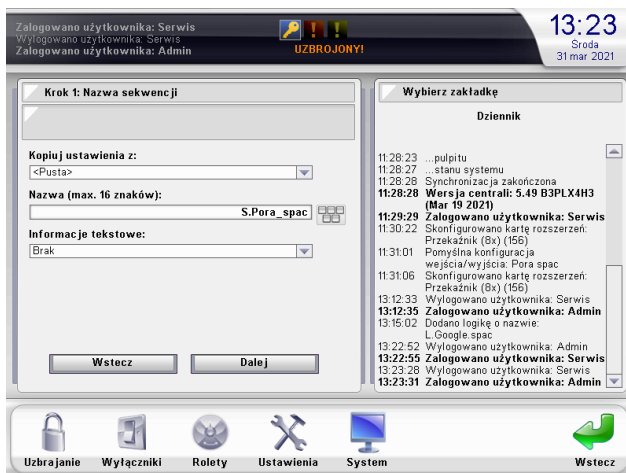 Zalogowano użytkownika: Serwis
Wylogowano użytkownika: Serwis
Zalogowano użytkownika: Admin
UZBROJONY!
13:23
Środa
31 mar 2021
Krok 1: Nazwa sekwencji
Kopiuj ustawienia z:
<Pusta>
Nazwa (max. 16 znaków):
S.Pora_spac
Informacje tekstowe:
Brak
Wstecz
Dalej
Wybierz zakładkę
Dziennik
11:28:23 ...pulpitu
11:28:27 ...stanu systemu
11:28:28 Synchronizacja zakończona
11:28:28 Wersja centrali: 5.49 B3PLX4H3
(Mar 19 2021)
11:29:29 Zalogowano użytkownika: Serwis
11:30:22 Skonfigurowano kartę rozszerzeń:
Przekaźnik (8x) (156)
11:31:01 Pomyślna konfiguracja
wejścia/wyjścia: Pora spac
11:31:06 Skonfigurowano kartę rozszerzeń:
Przekaźnik (8x) (156)
13:12:33 Wylogowano użytkownika: Serwis
13:12:35 Zalogowano użytkownika: Admin
13:15:02 Dodano logikę o nazwie:
L.Google.spac
13:22:52 Wylogowano użytkownika: Admin
13:22:55 Zalogowano użytkownika: Serwis
13:23:28 Wylogowano użytkownika: Serwis
13:23:31 Zalogowano użytkownika: Admin
Uzbrajanie
Wyłączniki
Rolety
Ustawienia
System
Wstecz